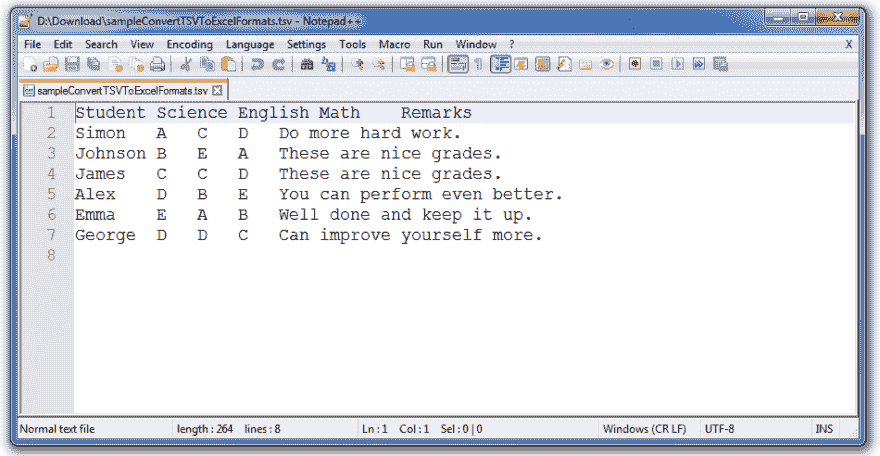 D:\Download\sampleConvertTSVToExcelFormats.tsv - Notepad++
File Edit Search View Encoding Language Settings Tools Macro Run Window ? X
sampleConvertTSVToExcelFormats.tsv
1 Student Science English Math Remarks
2 Simon A C D Do more hard work.
3 Johnson B E A These are nice grades.
4 James C C D These are nice grades.
5 Alex D B E You can perform even better.
6 Emma E A B Well done and keep it up.
7 George D D C Can improve yourself more.
8
Normal text file length : 264 lines : 8 Ln : 1 Col : 1 Sel : 0 | 0 Windows (CR LF) UTF-8 INS